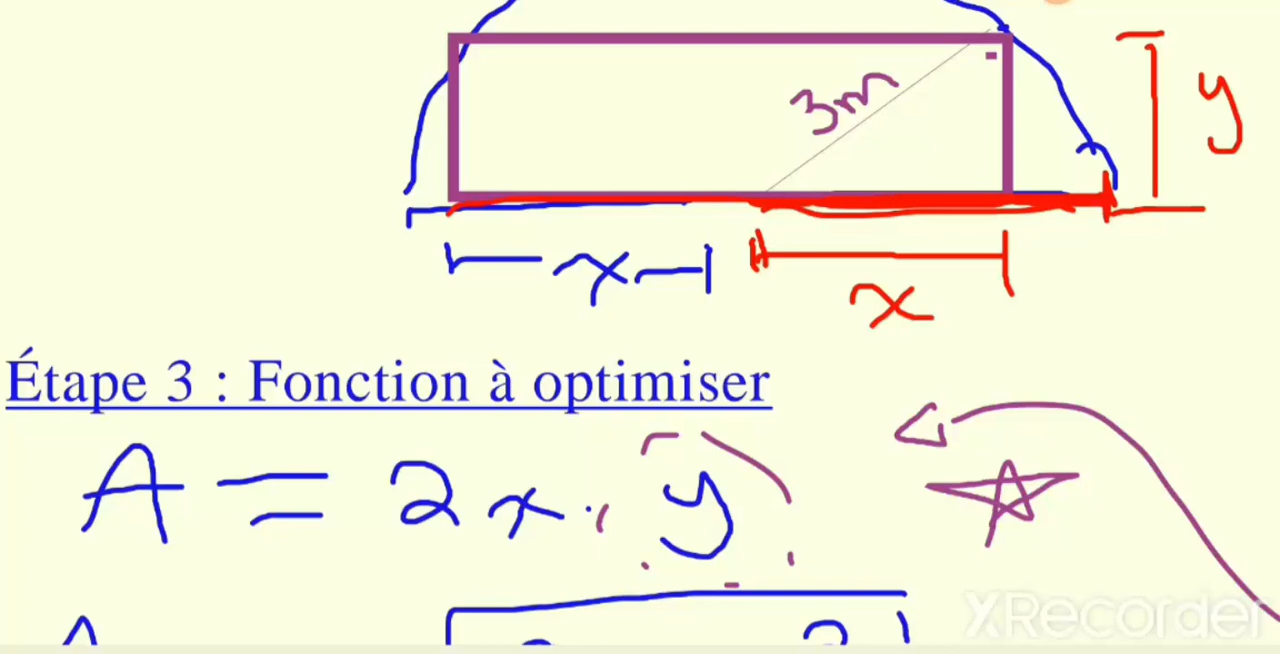 3m
y
x
x
Étape 3 : Fonction à optimiser
A = 2x · y
XRecorder